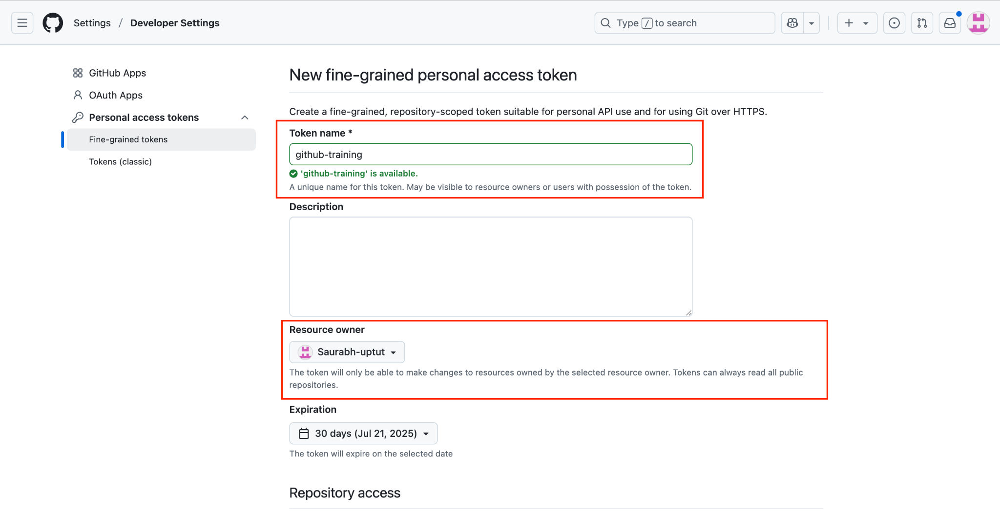 Settings / Developer Settings
Type / to search
GitHub Apps
OAuth Apps
Personal access tokens
Fine-grained tokens
Tokens (classic)
New fine-grained personal access token
Create a fine-grained, repository-scoped token suitable for personal API use and for using Git over HTTPS.
Token name *
github-training
'github-training' is available.
A unique name for this token. May be visible to resource owners or users with possession of the token.
Description
Resource owner
Saurabh-uptut
The token will only be able to make changes to resources owned by the selected resource owner. Tokens can always read all public
repositories.
Expiration
30 days (Jul 21, 2025)
The token will expire on the selected date
Repository access